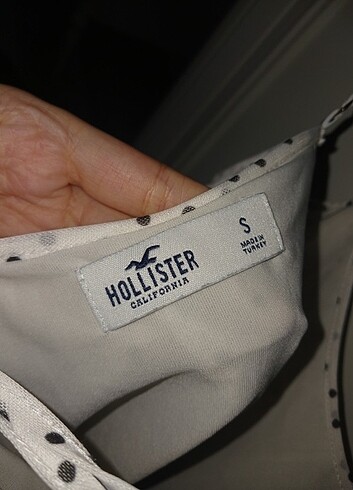 HOLLISTER
CALIFORNIA
S
MADE IN
TURKEY